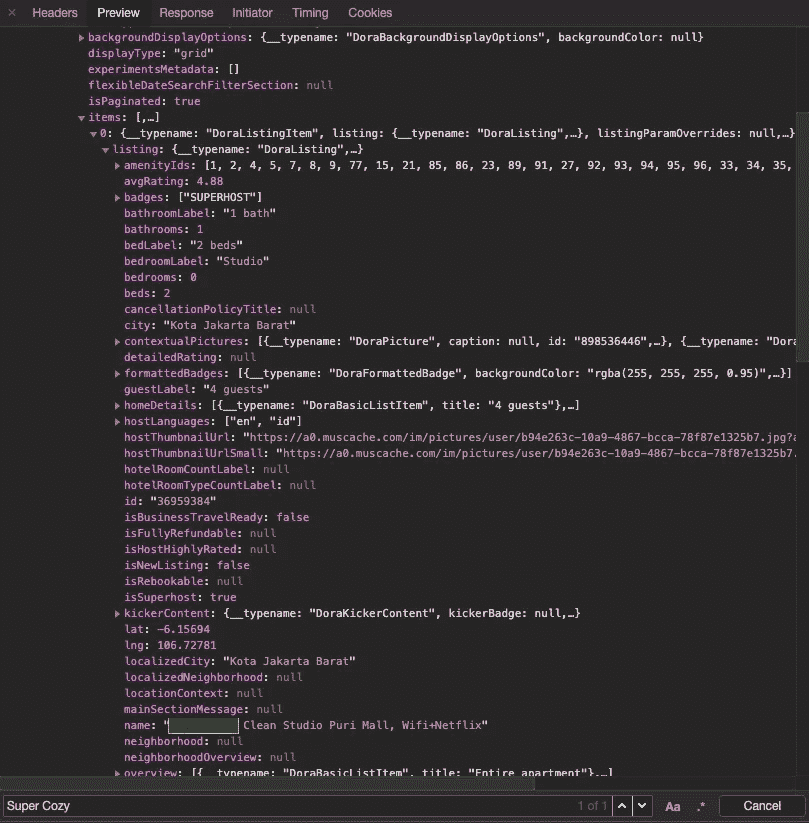 × Headers Preview Response Initiator Timing Cookies
▶ backgroundDisplayOptions: {__typename: "DoraBackgroundDisplayOptions", backgroundColor: null}
displayType: "grid"
experimentsMetadata: []
flexibleDateSearchFilterSection: null
isPaginated: true
▼ items: [,…]
▼ 0: {__typename: "DoraListingItem", listing: {__typename: "DoraListing",…}, listingParamOverrides: null,…}
▼ listing: {__typename: "DoraListing",…}
▶ amenityIds: [1, 2, 4, 5, 7, 8, 9, 77, 15, 21, 85, 86, 23, 89, 91, 27, 92, 93, 94, 95, 96, 33, 34, 35,
avgRating: 4.88
▶ badges: ["SUPERHOST"]
bathroomLabel: "1 bath"
bathrooms: 1
bedLabel: "2 beds"
bedroomLabel: "Studio"
bedrooms: 0
beds: 2
cancellationPolicyTitle: null
city: "Kota Jakarta Barat"
▶ contextualPictures: [{__typename: "DoraPicture", caption: null, id: "898536446",…}, {__typename: "Dora
detailedRating: null
▶ formattedBadges: [{__typename: "DoraFormattedBadge", backgroundColor: "rgba(255, 255, 255, 0.95)",…}]
guestLabel: "4 guests"
▶ homeDetails: [{__typename: "DoraBasicListItem", title: "4 guests"},…]
▶ hostLanguages: ["en", "id"]
hostThumbnailUrl: "https://a0.muscache.com/im/pictures/user/b94e263c-10a9-4867-bcca-78f87e1325b7.jpg?a
hostThumbnailUrlSmall: "https://a0.muscache.com/im/pictures/user/b94e263c-10a9-4867-bcca-78f87e1325b7.
hotelRoomCountLabel: null
hotelRoomTypeCountLabel: null
id: "36959384"
isBusinessTravelReady: false
isFullyRefundable: null
isHostHighlyRated: null
isNewListing: false
isRebookable: null
isSuperhost: true
▶ kickerContent: {__typename: "DoraKickerContent", kickerBadge: null,…}
lat: -6.15694
lng: 106.72781
localizedCity: "Kota Jakarta Barat"
localizedNeighborhood: null
locationContext: null
mainSectionMessage: null
name: " Clean Studio Puri Mall, Wifi+Netflix"
neighborhood: null
neighborhoodOverview: null
▶ overview: [{__typename: "DoraBasicListItem", title: "Entire apartment"},…]
Super Cozy 1 of 1 Aa .* Cancel